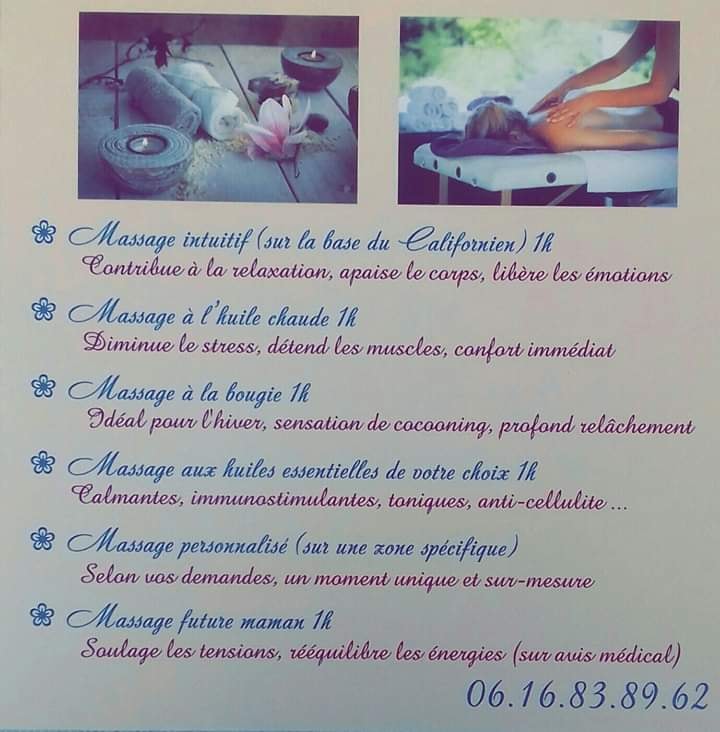 Massage intuitif (sur la base du Californien) 1h
Contribue à la relaxation, apaise le corps, libère les émotions
Massage à l'huile chaude 1h
Diminue le stress, détend les muscles, confort immédiat
Massage à la bougie 1h
Idéal pour l'hiver, sensation de cocooning, profond relâchement
Massage aux huiles essentielles de votre choix 1h
Calmantes, immunostimulantes, toniques, anti-cellulite ...
Massage personnalisé (sur une zone spécifique)
Selon vos demandes, un moment unique et sur-mesure
Massage future maman 1h
Soulage les tensions, rééquilibre les énergies (sur avis médical)
06.16.83.89.62